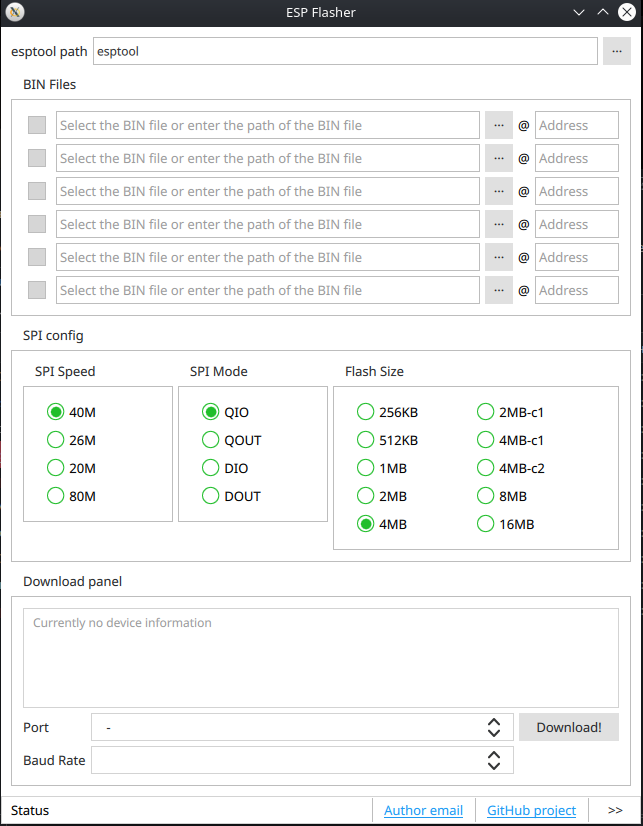 ESP Flasher
esptool path esptool ...
BIN Files
Select the BIN file or enter the path of the BIN file ... @ Address
Select the BIN file or enter the path of the BIN file ... @ Address
Select the BIN file or enter the path of the BIN file ... @ Address
Select the BIN file or enter the path of the BIN file ... @ Address
Select the BIN file or enter the path of the BIN file ... @ Address
Select the BIN file or enter the path of the BIN file ... @ Address
SPI config
SPI Speed
40M
26M
20M
80M
SPI Mode
QIO
QOUT
DIO
DOUT
Flash Size
256KB
512KB
1MB
2MB
4MB
2MB-c1
4MB-c1
4MB-c2
8MB
16MB
Download panel
Currently no device information
Port - Download!
Baud Rate
Status Author email GitHub project >>